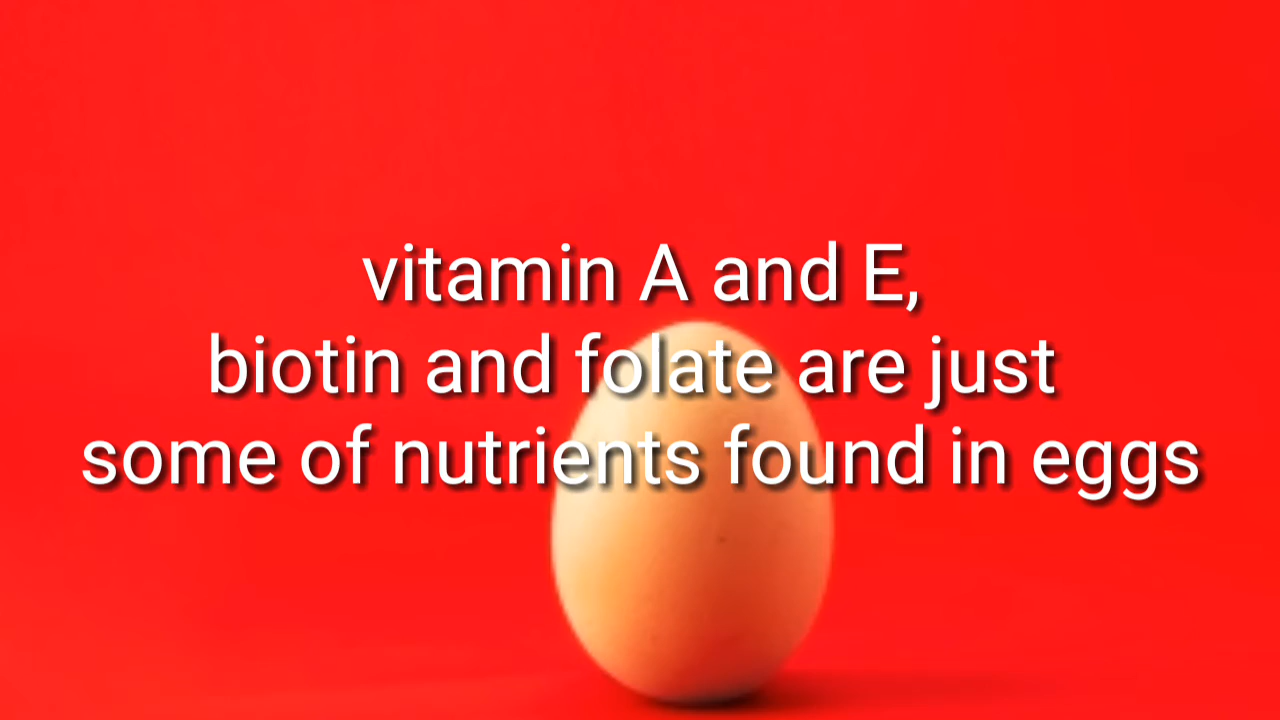 vitamin A and E,
biotin and folate are just
some of nutrients found in eggs